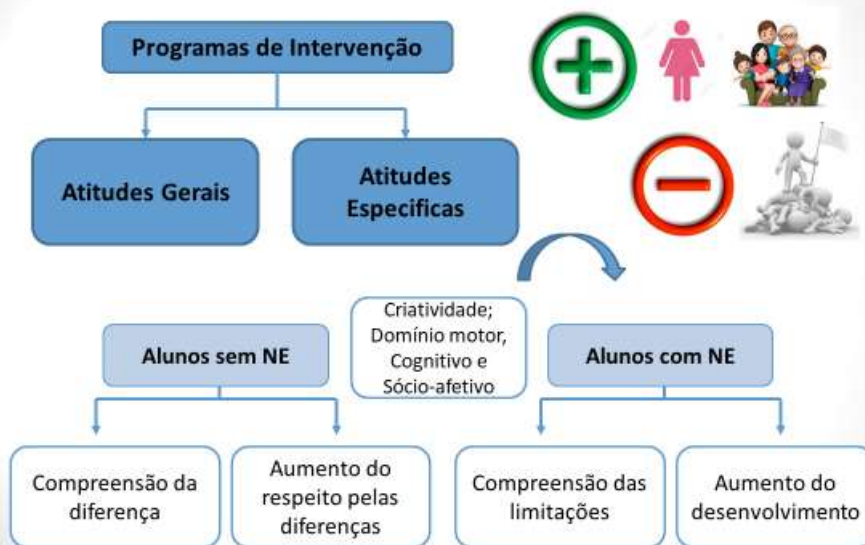 Programas de Intervenção
Atitudes Gerais
Atitudes
Especificas
Criatividade;
Domínio motor,
Cognitivo e
Sócio-afetivo
Alunos sem NE
Alunos com NE
Compreensão da
diferença
Aumento do
respeito pelas
diferenças
Compreensão das
limitações
Aumento do
desenvolvimento